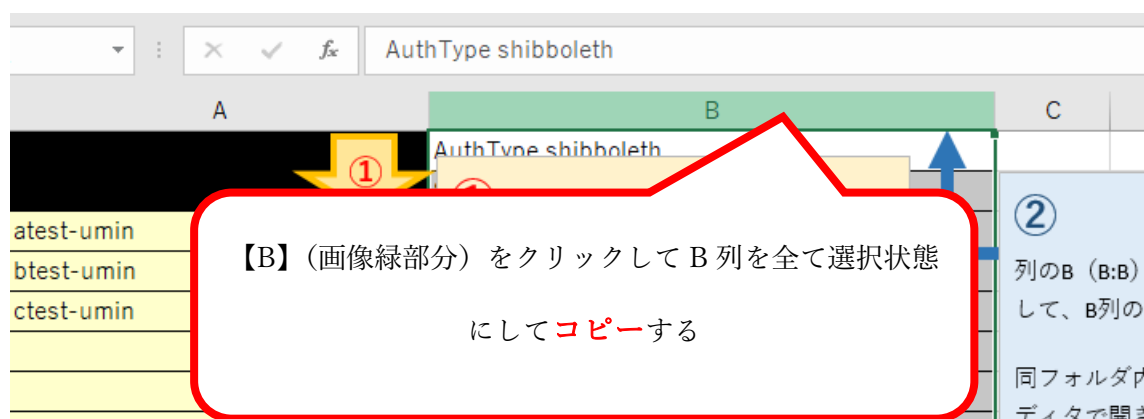 fx AuthType shibboleth
A B C
AuthType shibboleth
①
②
atest-umin
btest-umin
ctest-umin
【B】（画像緑部分）をクリックして B 列を全て選択状態
にしてコピーする
列のB（B:B）
して、B列の
同フォルダ
ディタで開